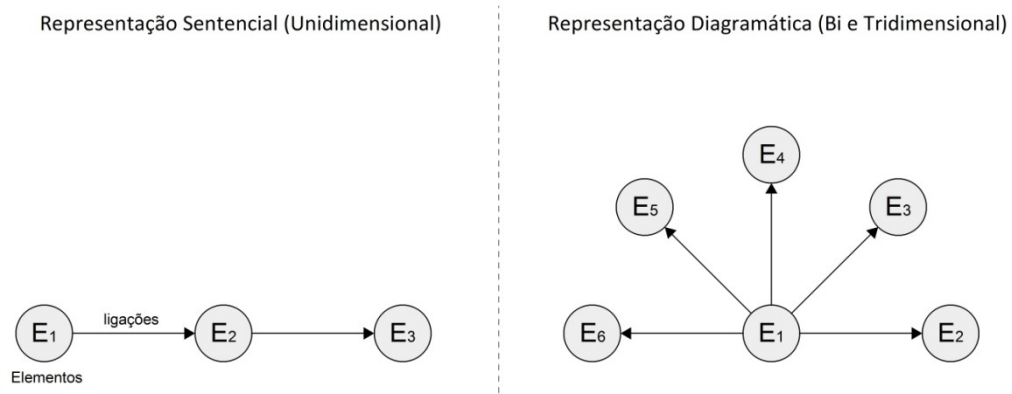 Representação Sentencial (Unidimensional)
E1
ligações
E2
E3
Elementos
Representação Diagramática (Bi e Tridimensional)
E4
E5
E3
E6
E1
E2